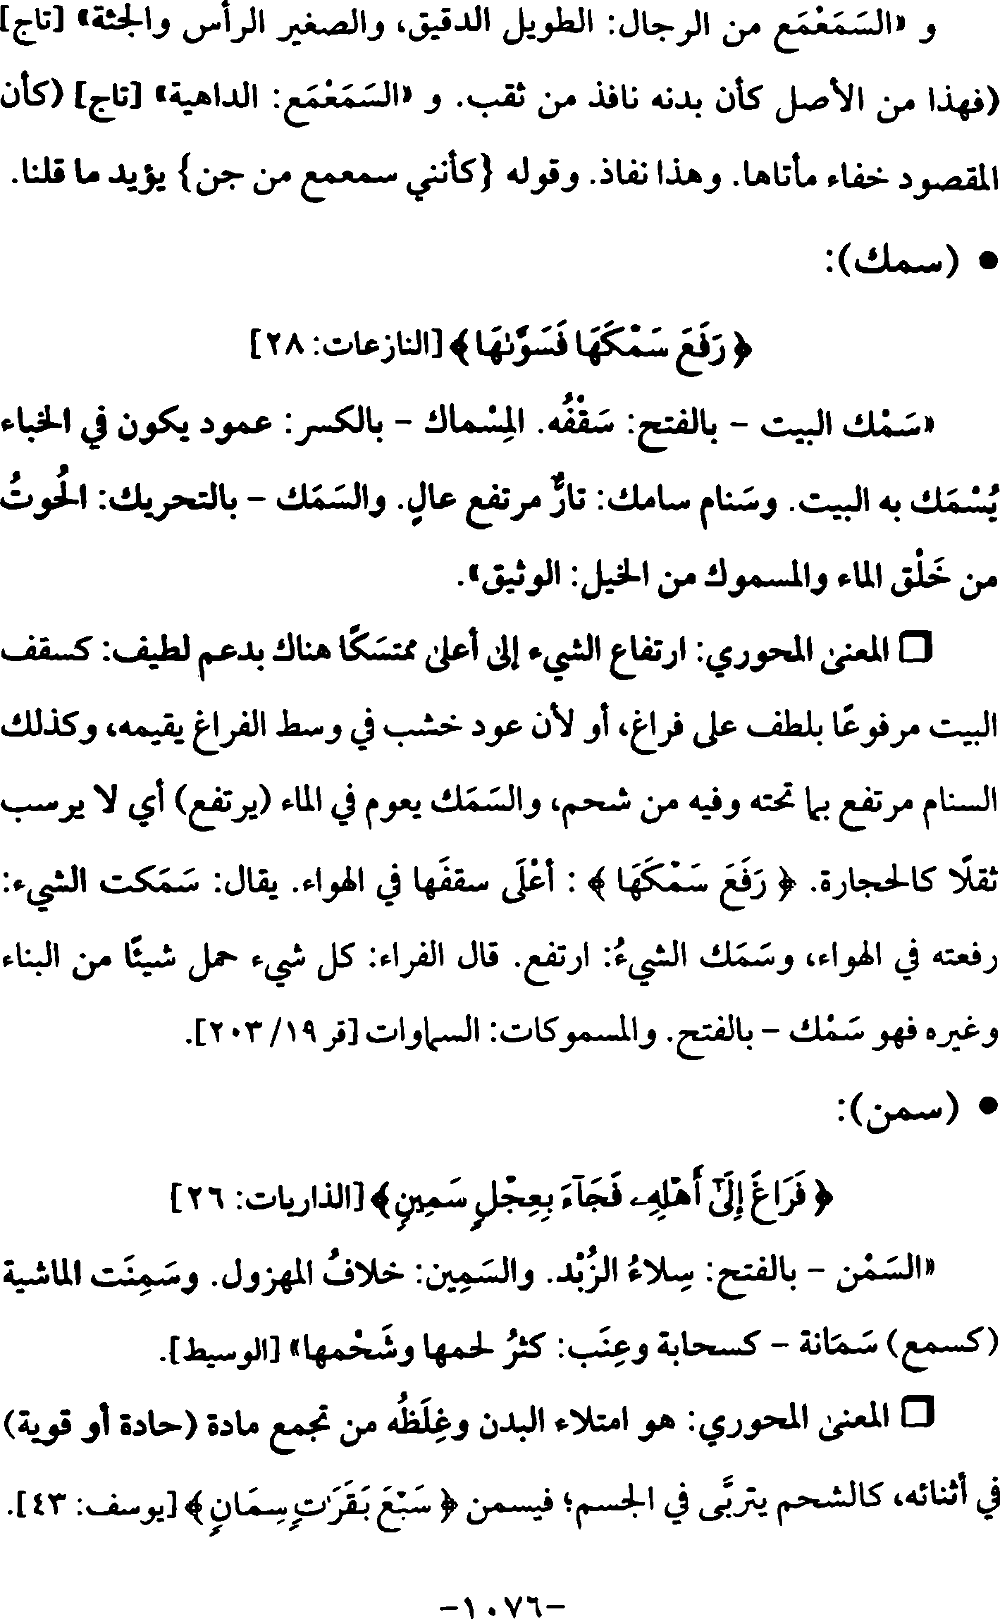 و «السَمَعْمَع من الرجال: الطويل الدقيق، والصغير الرأس والجثة» [تاج]
(فهذا من الأصل كأن بدنه نافذ من ثقب. و «السَمَعْمَع: الداهية» [تاج] (كأن
المقصود خفاء مأتاها. وهذا نفاذ. وقوله {كأنني سمعمع من جن} يؤيد ما قلنا.
• (سمك):
﴿رَفَعَ سَمْكَهَا فَسَوَّىٰهَا﴾ [النازعات: ٢٨]
«سَمْك البيت - بالفتح: سَقْفُه. المِسْماك - بالكسر: عمود يكون في الخباء
يُسْمَك به البيت. وسَنام سامك: تارٌّ مرتفع عالٍ. والسَمَك - بالتحريك: الحُوتُ
من خَلْق الماء والمسموك من الخيل: الوثيق».
❑ المعنى المحوري: ارتفاع الشيء إلى أعلى ممتسَكًا هناك بدعم لطيف: كسقف
البيت مرفوعًا بلطف على فراغ، أو لأن عود خشب في وسط الفراغ يقيمه، وكذلك
السنام مرتفع بما تحته وفيه من شحم، والسَمَك يعوم في الماء (يرتفع) أي لا يرسب
ثقلًا كالحجارة. ﴿رَفَعَ سَمْكَهَا﴾ : أعْلَى سقفَها في الهواء. يقال: سَمَكت الشيء:
رفعته في الهواء، وسَمَك الشيءُ: ارتفع. قال الفراء: كل شيء حمل شيئًا من البناء
وغيره فهو سَمْك - بالفتح. والمسموكات: السماوات [قر ١٩/ ٢٠٣].
• (سمن):
﴿فَرَاغَ إِلَىٰٓ أَهْلِهِۦ فَجَآءَ بِعِجْلٍ سَمِينٍ﴾ [الذاريات: ٢٦]
«السَمْن - بالفتح: سِلاءُ الزُبْد. والسَمِين: خلافُ المهزول. وسَمِنَت الماشية
(كسمع) سَمَانة - كسحابة وعِنَب: كثرُ لحمها وشَحْمها» [الوسيط].
❑ المعنى المحوري: هو امتلاء البدن وغِلَظُه من تجمع مادة (حادة أو قوية)
في أثنائه، كالشحم يتربَّى في الجسم؛ فيسمن ﴿سَبْعَ بَقَرَٰتٍ سِمَانٍ﴾ [يوسف: ٤٣].
-١٠٧٦-